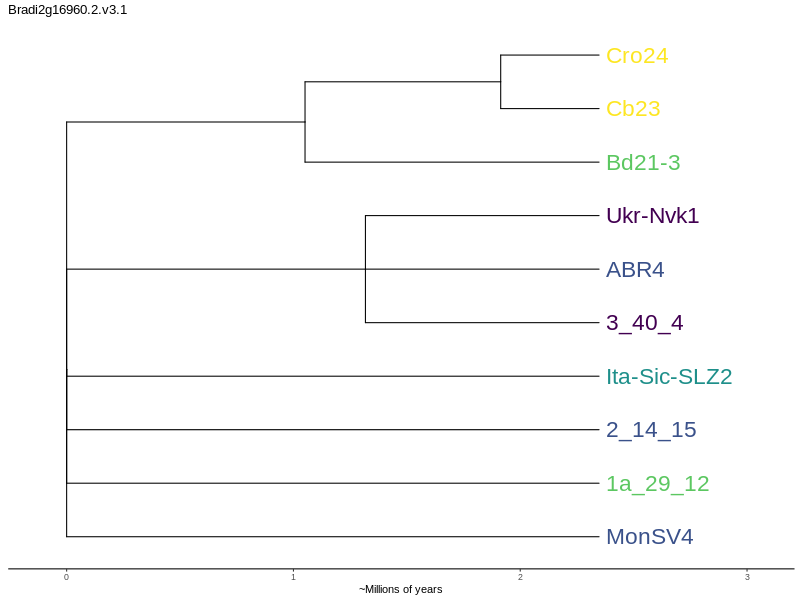 Bradi2g16960.2.v3.1
Cro24
Cb23
Bd21-3
Ukr-Nvk1
ABR4
3_40_4
Ita-Sic-SLZ2
2_14_15
1a_29_12
MonSV4
0 1 2 3
~Millions of years